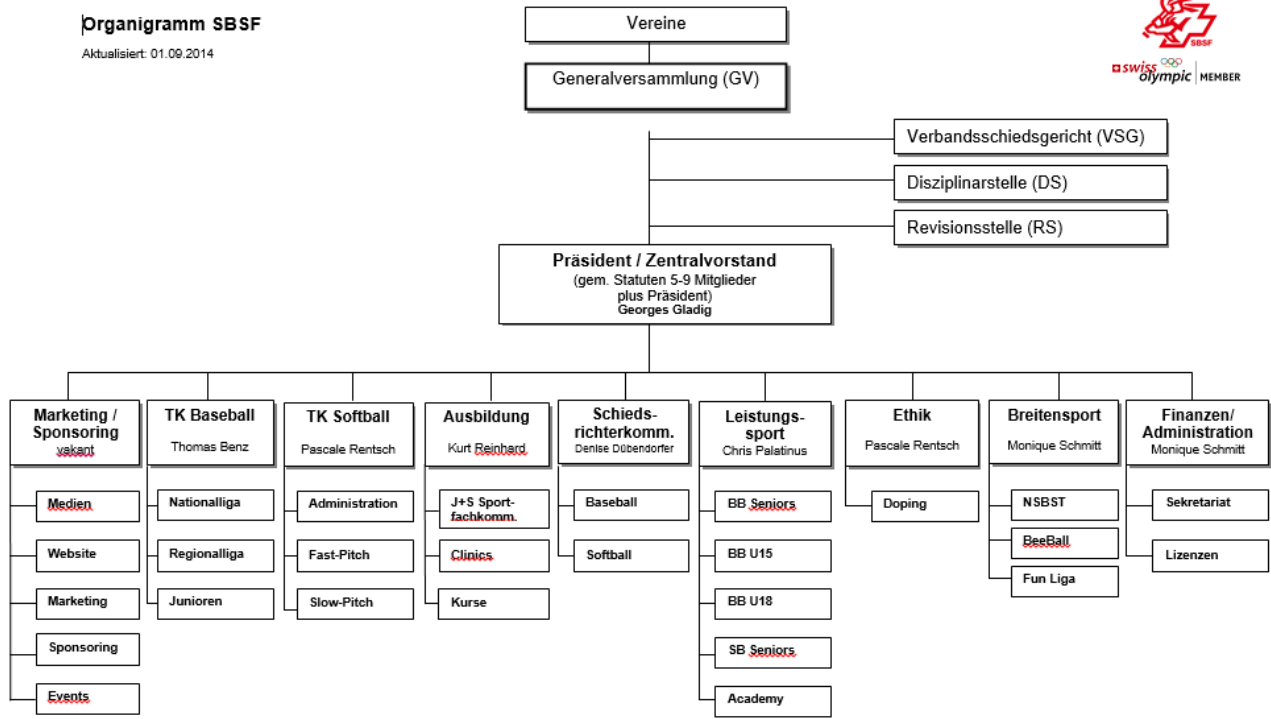 Organigramm SBSF
Aktualisiert: 01.09.2014
SBSF
swiss olympic MEMBER
Vereine
Generalversammlung (GV)
Verbandsschiedsgericht (VSG)
Disziplinarstelle (DS)
Revisionsstelle (RS)
Präsident / Zentralvorstand
(gem. Statuten 5-9 Mitglieder
plus Präsident)
Georges Gladig
Marketing /
Sponsoring
vakant
Medien
Website
Marketing
Sponsoring
Events
TK Baseball
Thomas Benz
Nationalliga
Regionalliga
Junioren
TK Softball
Pascale Rentsch
Administration
Fast-Pitch
Slow-Pitch
Ausbildung
Kurt Reinhard
J+S Sport-
fachkomm.
Clinics
Kurse
Schieds-
richterkomm.
Denise Dübendorfer
Baseball
Softball
Leistungs-
sport
Chris Palatinus
BB Seniors
BB U15
BB U18
SB Seniors
Academy
Ethik
Pascale Rentsch
Doping
Breitensport
Monique Schmitt
NSBST
BeeBall
Fun Liga
Finanzen/
Administration
Monique Schmitt
Sekretariat
Lizenzen